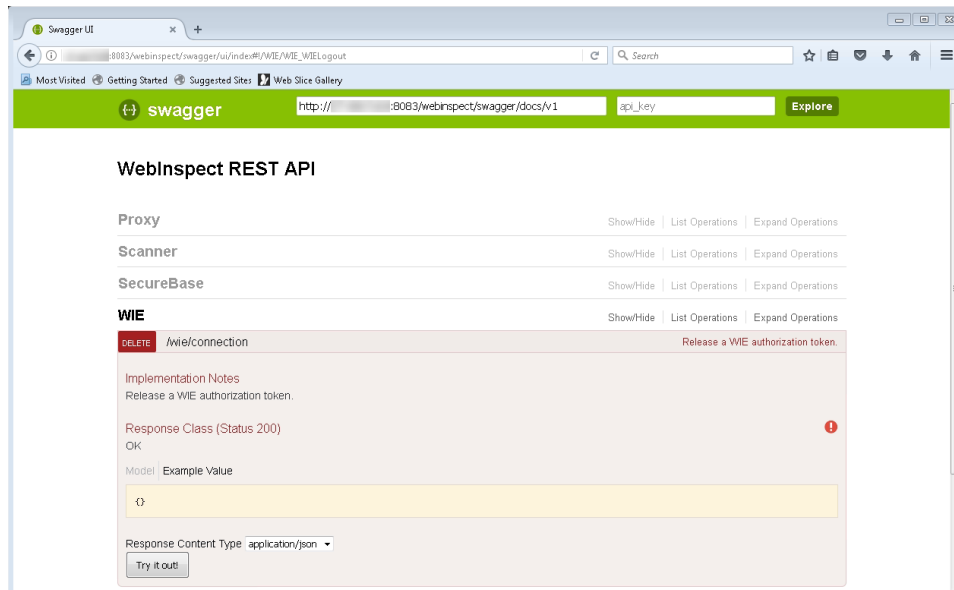 Swagger UI
:8083/webinspect/swagger/ui/index#!/WIE/WIE_WIELogout
Search
Most Visited Getting Started Suggested Sites Web Slice Gallery
swagger http:// :8083/webinspect/swagger/docs/v1 api_key Explore
WebInspect REST API
Proxy Show/Hide List Operations Expand Operations
Scanner Show/Hide List Operations Expand Operations
SecureBase Show/Hide List Operations Expand Operations
WIE Show/Hide List Operations Expand Operations
DELETE /wie/connection Release a WIE authorization token.
Implementation Notes
Release a WIE authorization token.
Response Class (Status 200)
OK
Model Example Value
{}
Response Content Type application/json
Try it out!